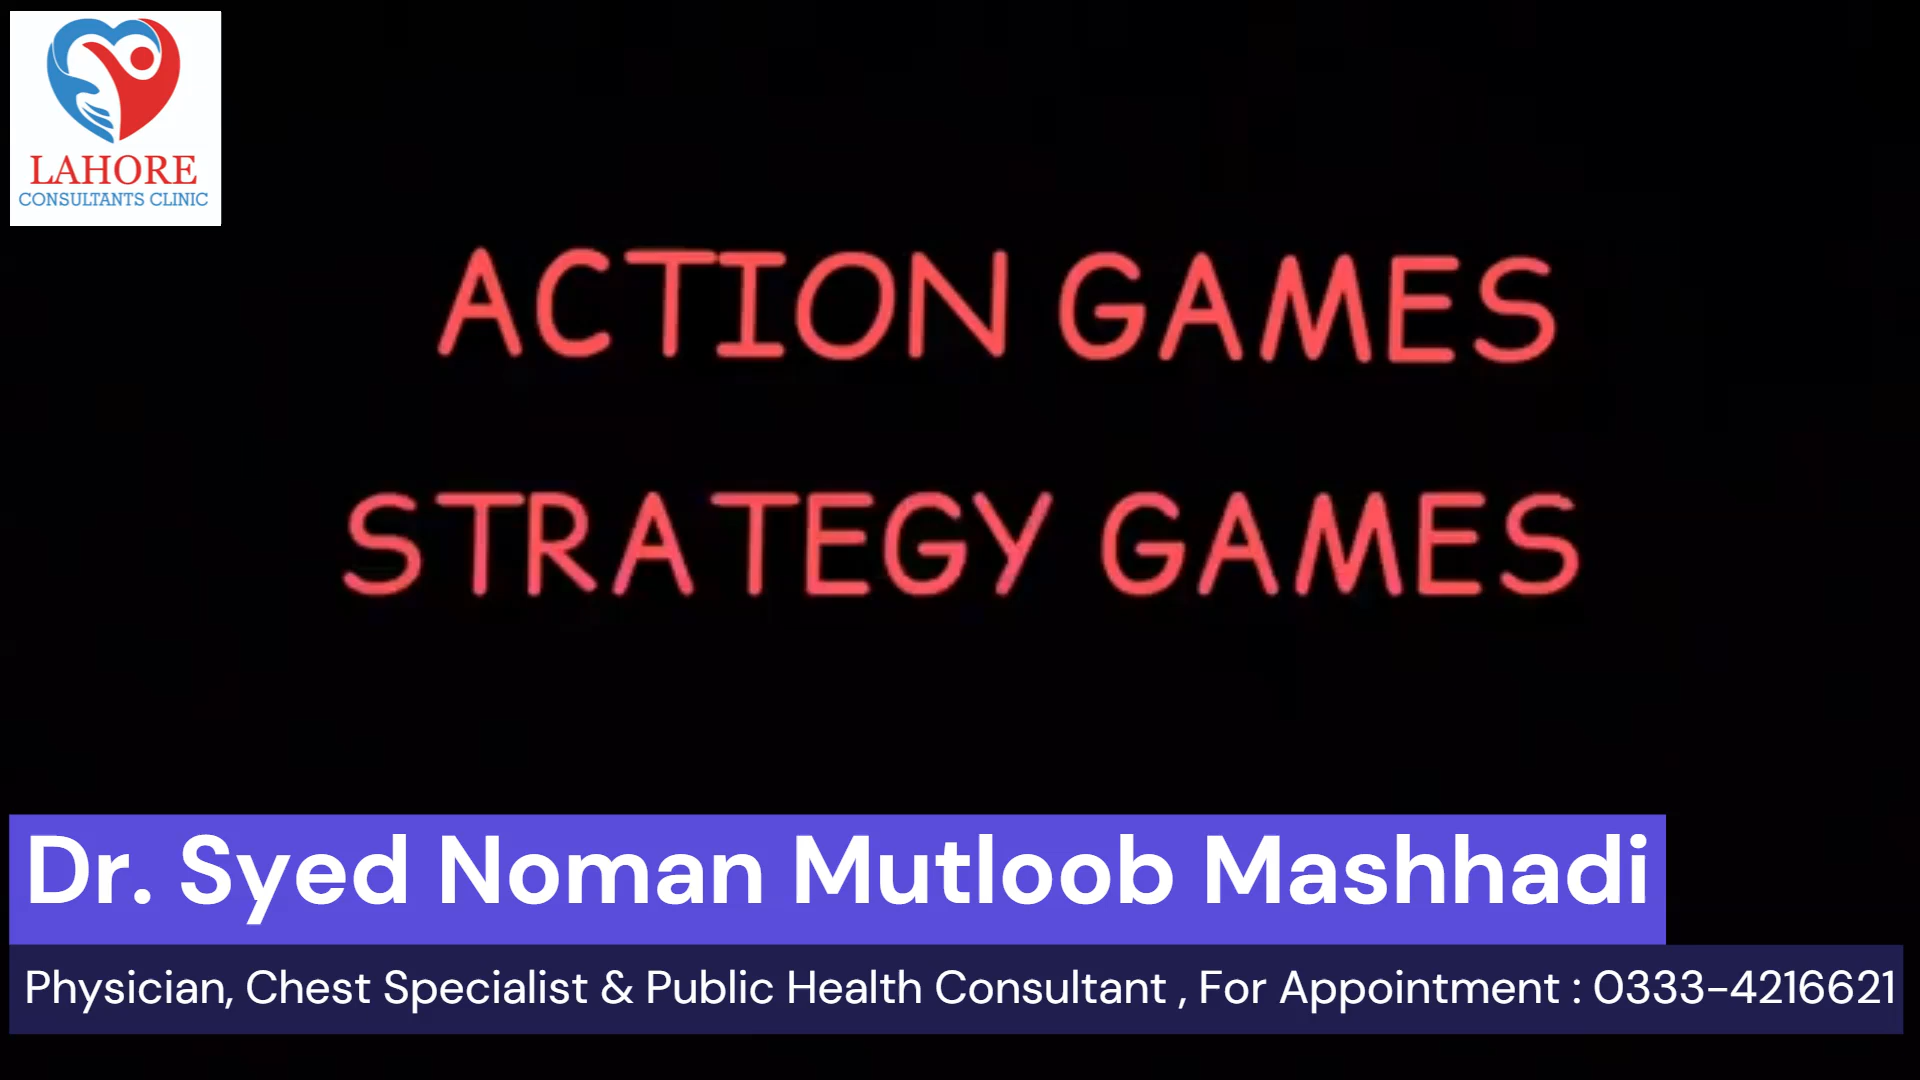 LAHORE
CONSULTANTS CLINIC
ACTION GAMES
STRATEGY GAMES
Dr. Syed Noman Mutloob Mashhadi
Physician, Chest Specialist & Public Health Consultant , For Appointment : 0333-4216621